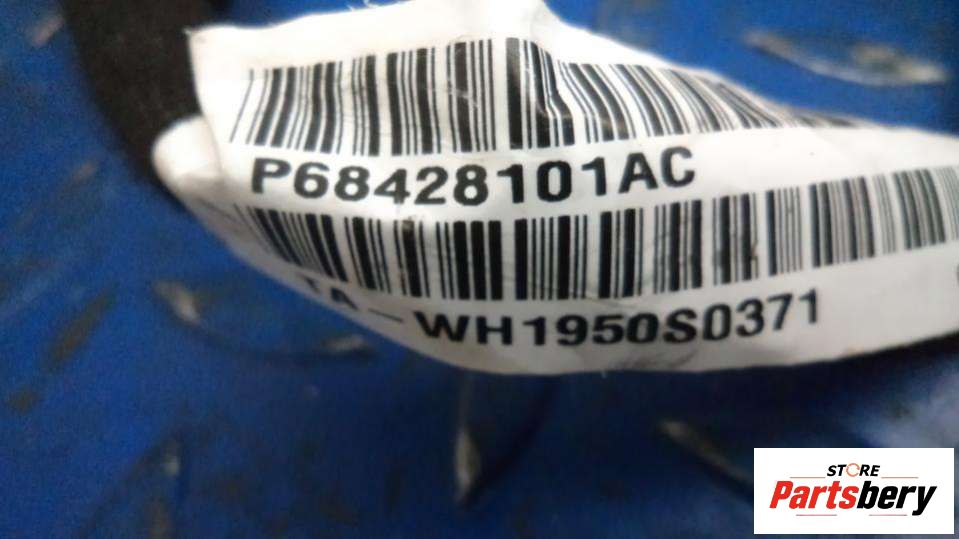 P68428101AC
TA-WH1950S0371
STORE
Partsbery